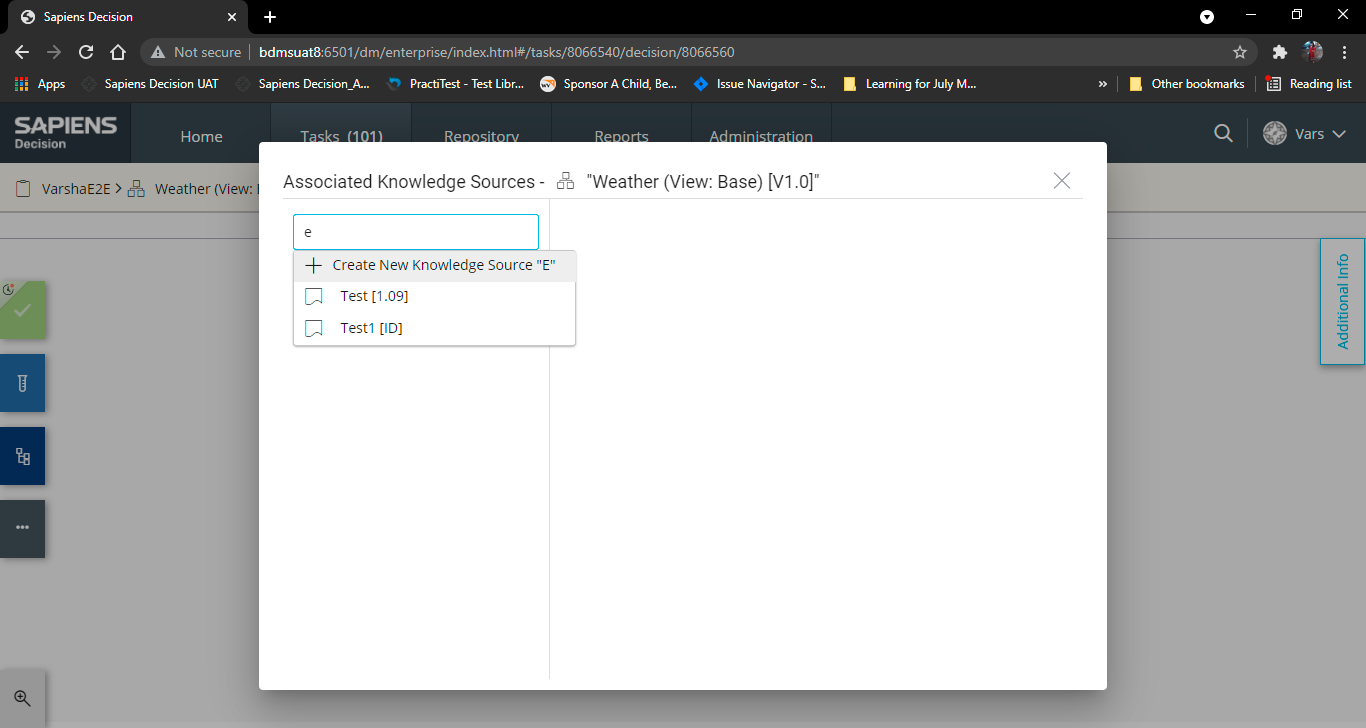 Sapiens Decision
Not secure bdmsuat8:6501/dm/enterprise/index.html#/tasks/8066540/decision/8066560
Apps Sapiens Decision UAT Sapiens Decision_A... PractiTest - Test Libr... Sponsor A Child, Be... Issue Navigator - S... Learning for July M... » Other bookmarks Reading list
SAPIENS
Decision
Home Tasks (101) Repository Reports Administration Vars
VarshaE2E > Weather (View:
Associated Knowledge Sources - "Weather (View: Base) [V1.0]"
e
Create New Knowledge Source "E"
Test [1.09]
Test1 [ID]
Additional Info